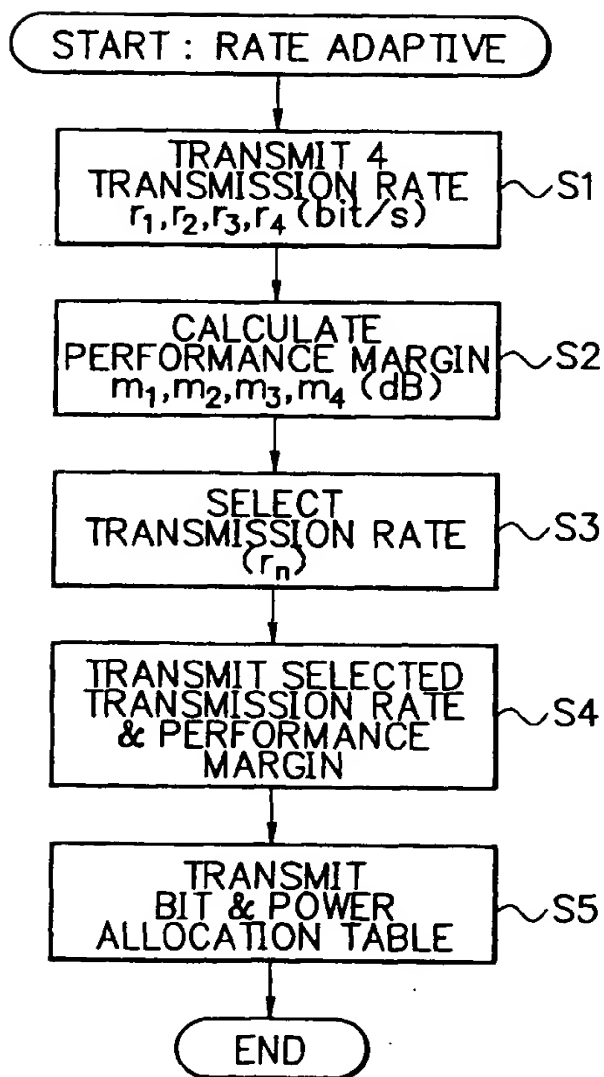 START : RATE ADAPTIVE
TRANSMIT 4
TRANSMISSION RATE
r₁, r₂, r₃, r₄ (bit/s)
S1
CALCULATE
PERFORMANCE MARGIN
m₁, m₂, m₃, m₄ (dB)
S2
SELECT
TRANSMISSION RATE
(rₙ)
S3
TRANSMIT SELECTED
TRANSMISSION RATE
& PERFORMANCE
MARGIN
S4
TRANSMIT
BIT & POWER
ALLOCATION TABLE
S5
END